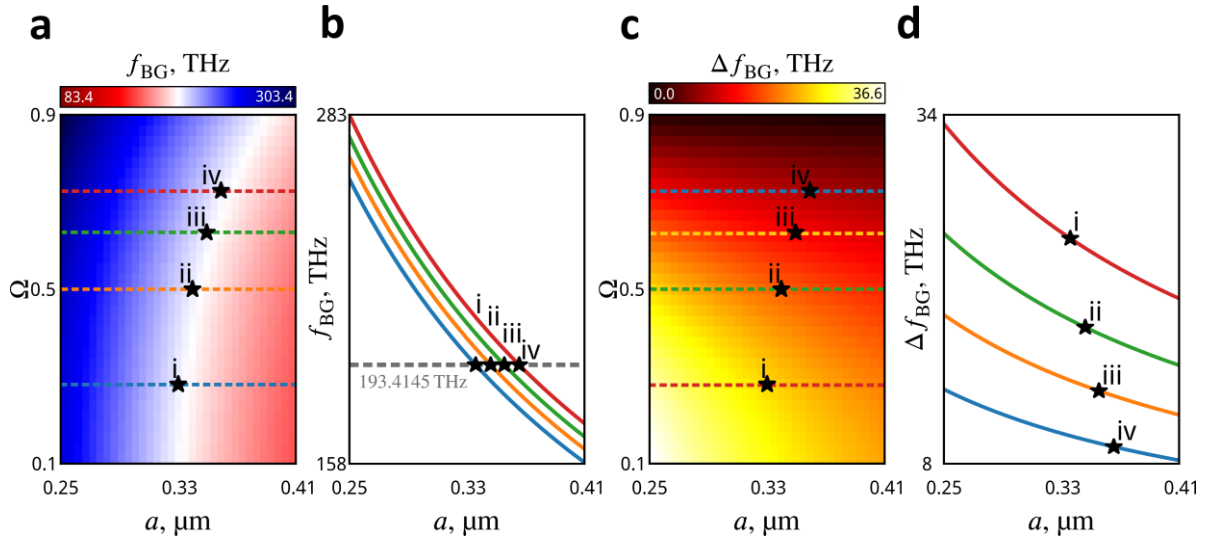 a
f_BG, THz
83.4 303.4
0.9
Ω
0.5
0.1
iv
iii
ii
i
0.25 0.33 0.41
a, μm
b
283
f_BG, THz
158
i
ii
iii
iv
193.4145 THz
0.25 0.33 0.41
a, μm
c
Δf_BG, THz
0.0 36.6
0.9
Ω
0.5
0.1
iv
iii
ii
i
0.25 0.33 0.41
a, μm
d
34
Δf_BG, THz
8
i
ii
iii
iv
0.25 0.33 0.41
a, μm